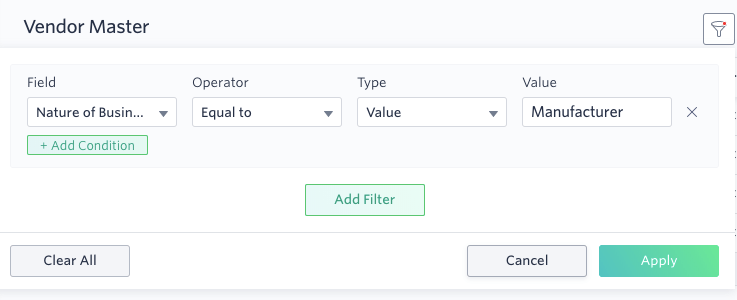 Vendor Master
Field Operator Type Value
Nature of Busin... Equal to Value Manufacturer
+ Add Condition
Add Filter
Clear All Cancel Apply